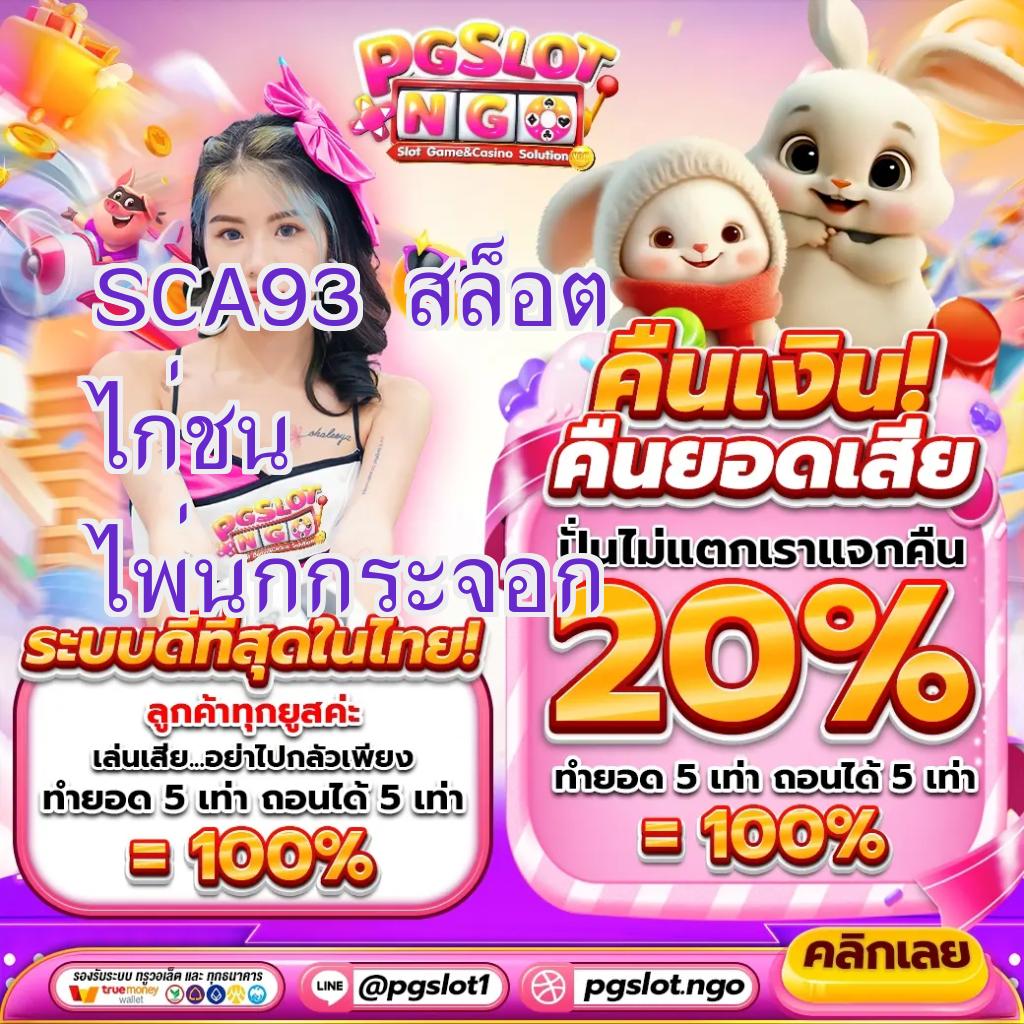 PGSLOT
NGO
Slot Game&Casino Solution
SCA93 สล็อต
ไก่ชน
ไพ่นกกระจอก
PGSLOT
NGO
คืนเงิน!
คืนยอดเสีย
ปั่นไม่แตกเราแจกคืน
20%
ทำยอด 5 เท่า ถอนได้ 5 เท่า
= 100%
ระบบดีที่สุดในไทย!
ลูกค้าทุกยูสค่ะ
เล่นเสีย...อย่าไปกลัวเพียง
ทำยอด 5 เท่า ถอนได้ 5 เท่า
= 100%
คลิกเลย
รองรับระบบ ทรูวอเล็ต และ ทุกธนาคาร
truemoney
wallet
LINE @pgslot1
pgslot.ngo